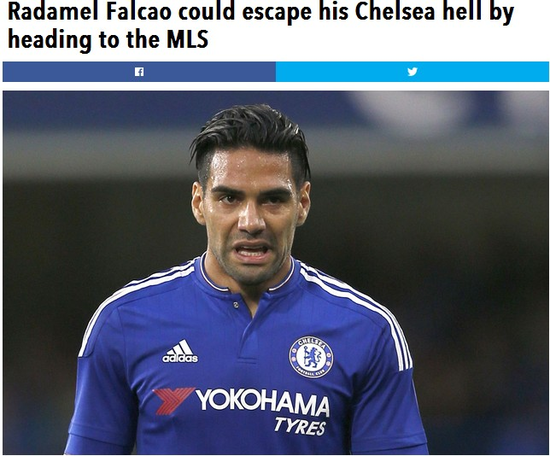 Radamel Falcao could escape his Chelsea hell by
heading to the MLS
adidas
CHELSEA
FOOTBALL CLUB
YOKOHAMA
TYRES